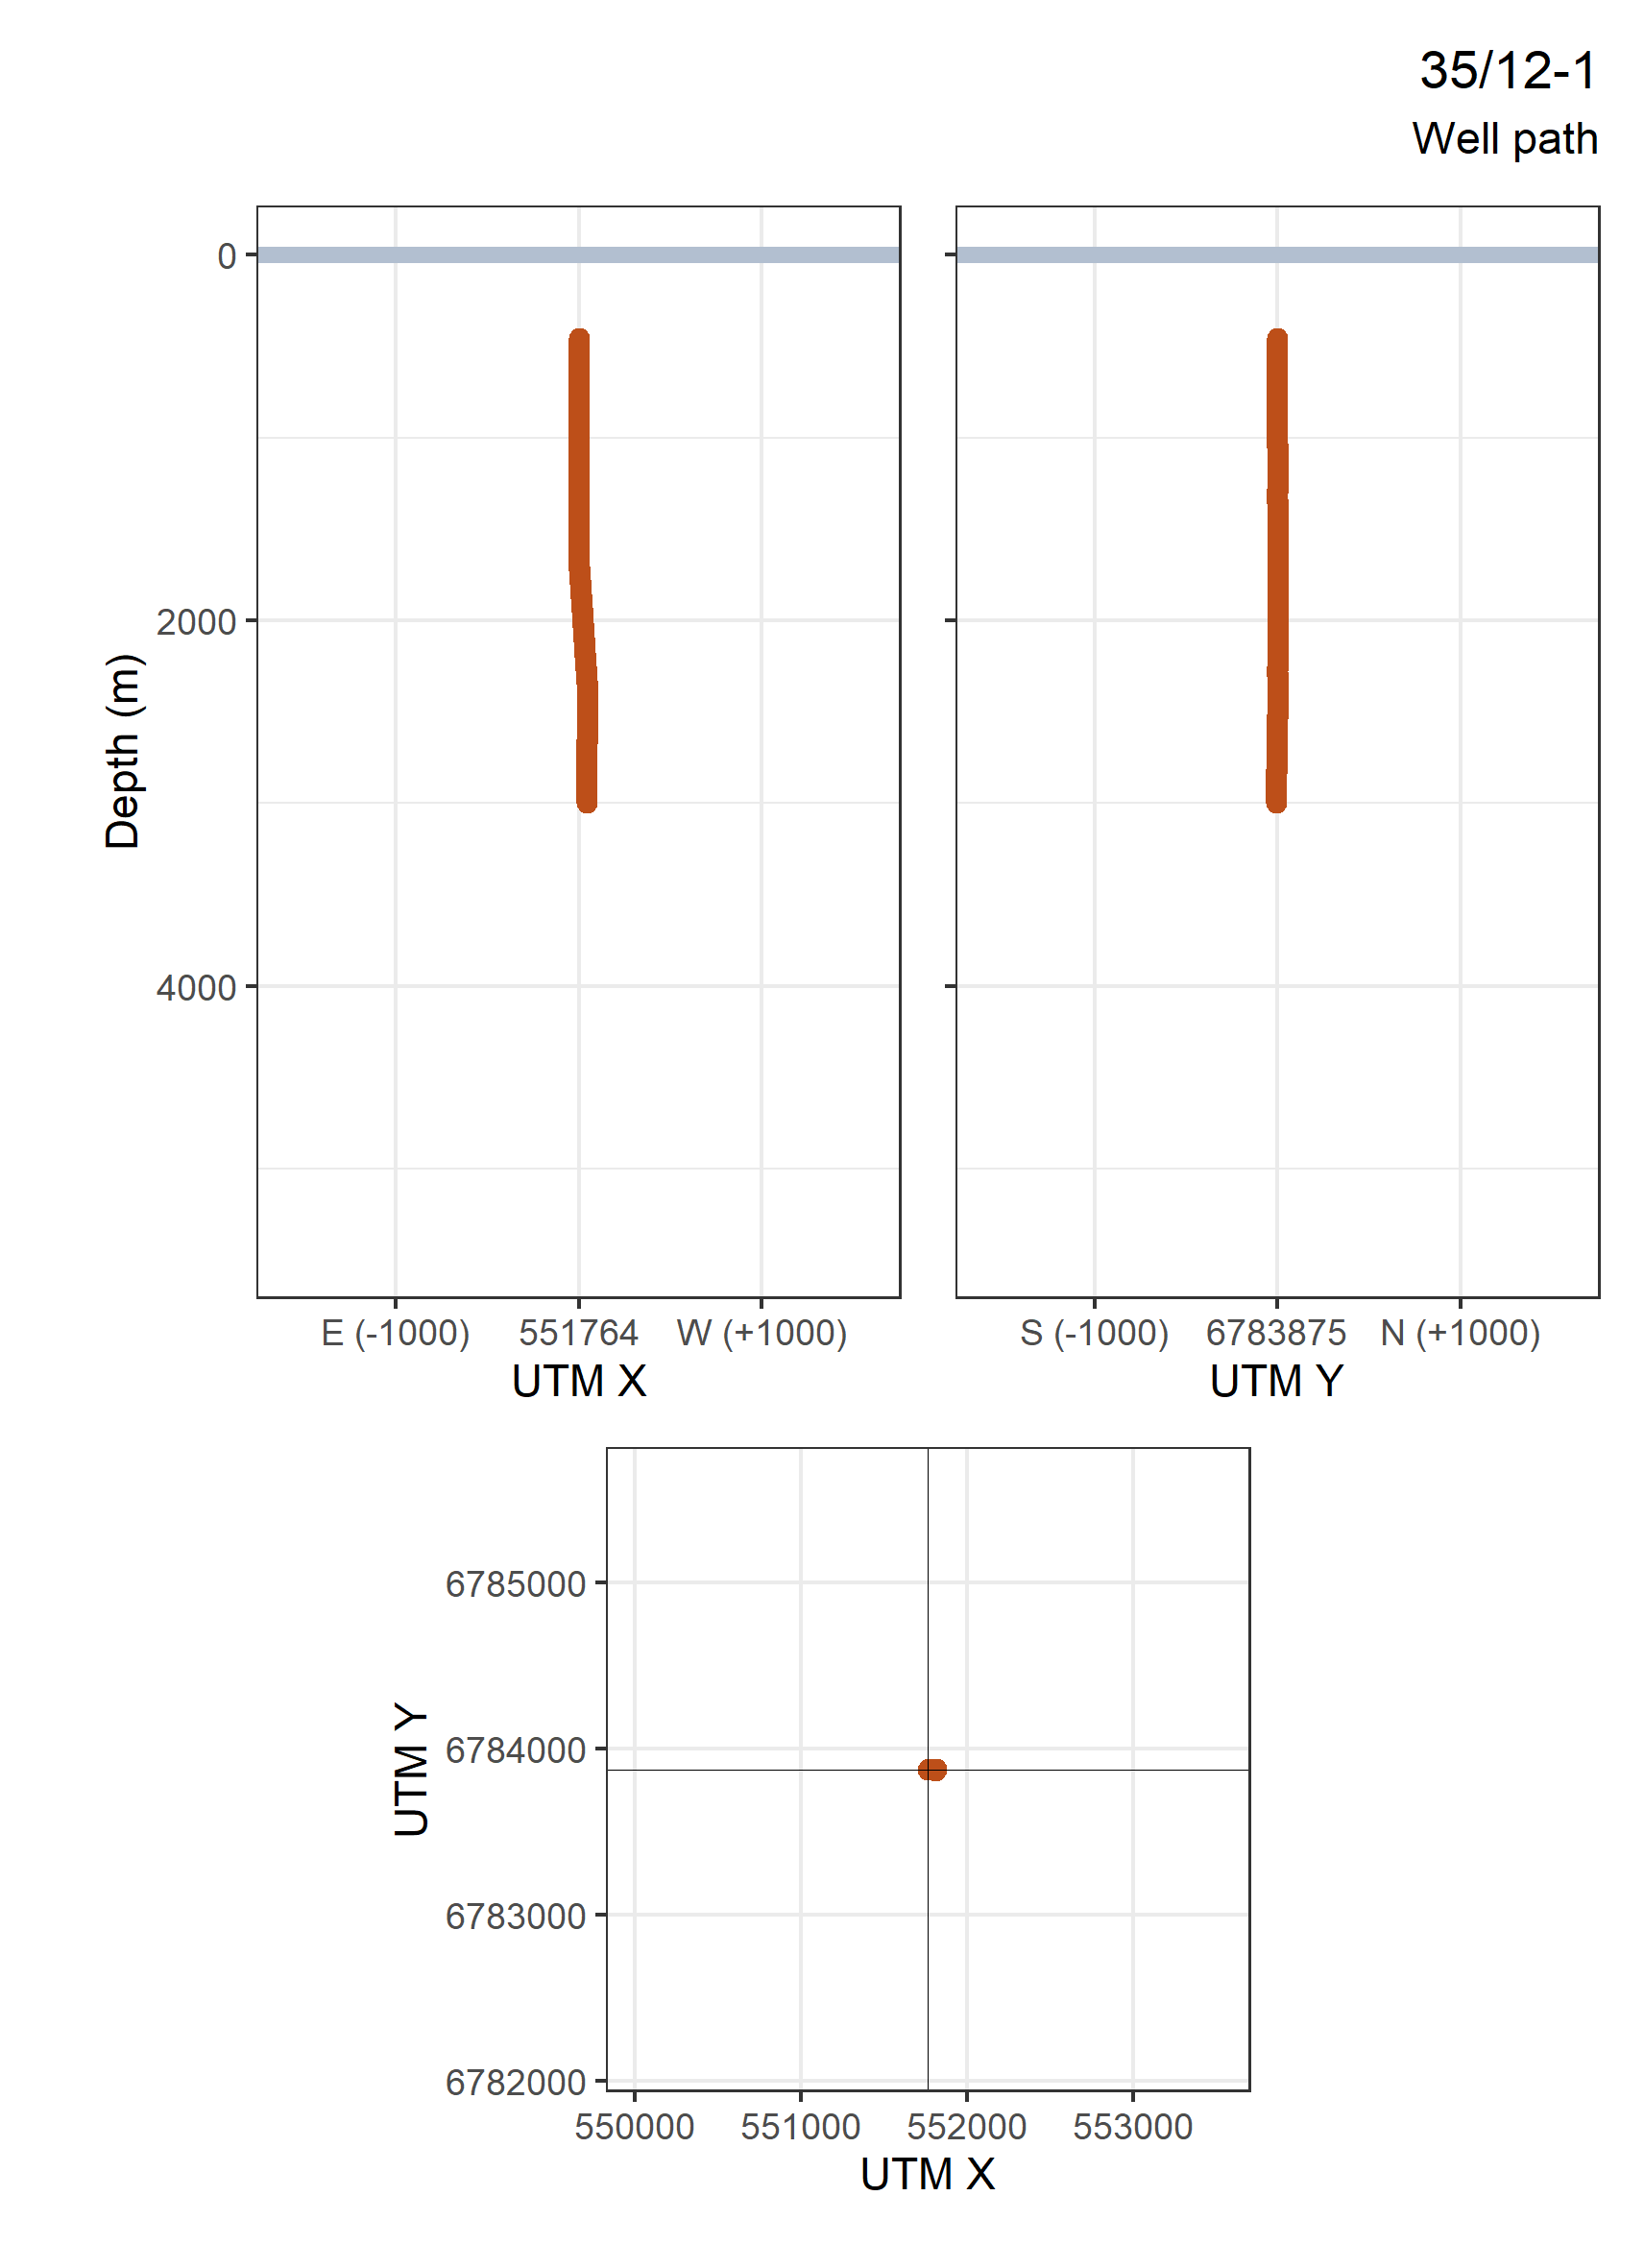 35/12-1
Well path
0
2000
4000
Depth (m)
E (-1000) 551764 W (+1000)
UTM X
S (-1000) 6783875 N (+1000)
UTM Y
6785000
6784000
6783000
6782000
UTM Y
550000 551000 552000 553000
UTM X